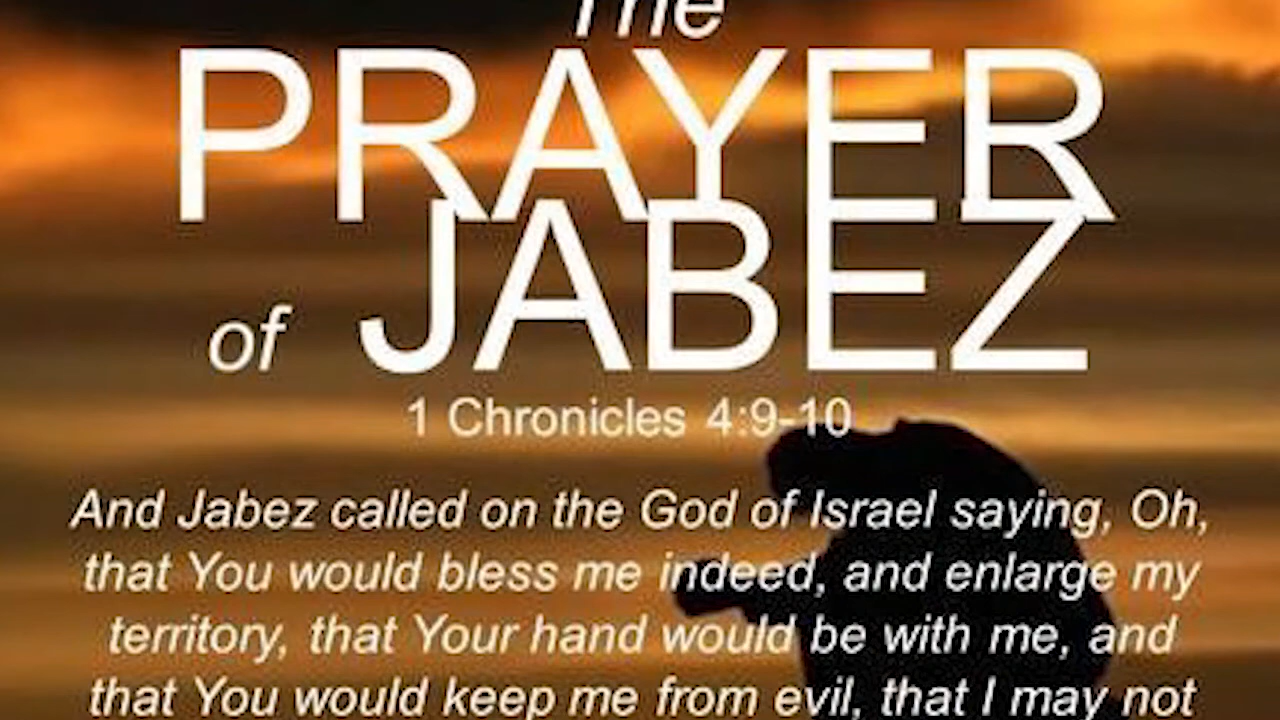 The
PRAYER
of JABEZ
1 Chronicles 4:9-10
And Jabez called on the God of Israel saying, Oh,
that You would bless me indeed, and enlarge my
territory, that Your hand would be with me, and
that You would keep me from evil, that I may not